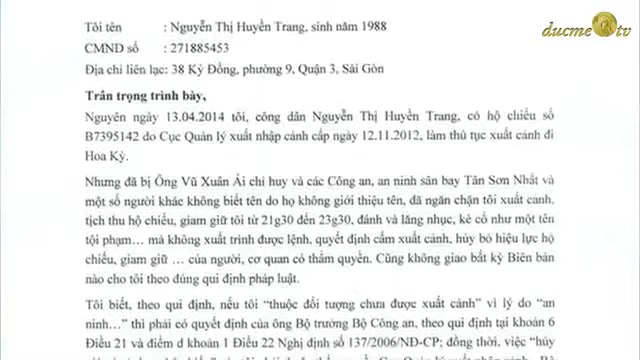 ducme tv
Tôi tên : Nguyễn Thị Huyền Trang, sinh năm 1988
CMND số : 271885453
Địa chỉ liên lạc: 38 Kỳ Đồng, phường 9, Quận 3, Sài Gòn
Trân trọng trình bày,
Nguyên ngày 13.04.2014 tôi, công dân Nguyễn Thị Huyền Trang, có hộ chiếu số
B7395142 do Cục Quản lý xuất nhập cảnh cấp ngày 12.11.2012, làm thủ tục xuất cảnh đi
Hoa Kỳ.
Nhưng đã bị Ông Vũ Xuân Ải chỉ huy và các Công an, an ninh sân bay Tân Sơn Nhất và
một số người khác không biết tên do họ không giới thiệu tên, đã ngăn chận tôi xuất cảnh,
tịch thu hộ chiếu, giam giữ tôi từ 21g30 đến 23g30, đánh và lăng nhục, kẻ cổ như một tên
tội phạm… mà không xuất trình được lệnh, quyết định cấm xuất cảnh, hủy bỏ hiệu lực hộ
chiếu, giam giữ … của người, cơ quan có thẩm quyền. Cũng không giao bất kỳ Biên bản
nào cho tôi theo đúng qui định pháp luật.
Tôi biết, theo qui định, nếu tôi “thuộc đối tượng chưa được xuất cảnh” vì lý do “an
ninh…” thì phải có quyết định của ông Bộ trưởng Bộ Công an, theo qui định tại khoản 6
Điều 21 và điểm d khoản 1 Điều 22 Nghị định số 137/2006/NĐ-CP; đồng thời, việc “hủy